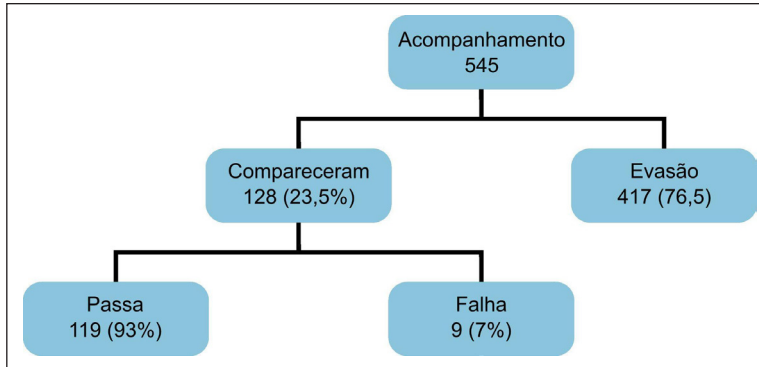 Acompanhamento
545
Compareceram
128 (23,5%)
Evasão
417 (76,5)
Passa
119 (93%)
Falha
9 (7%)